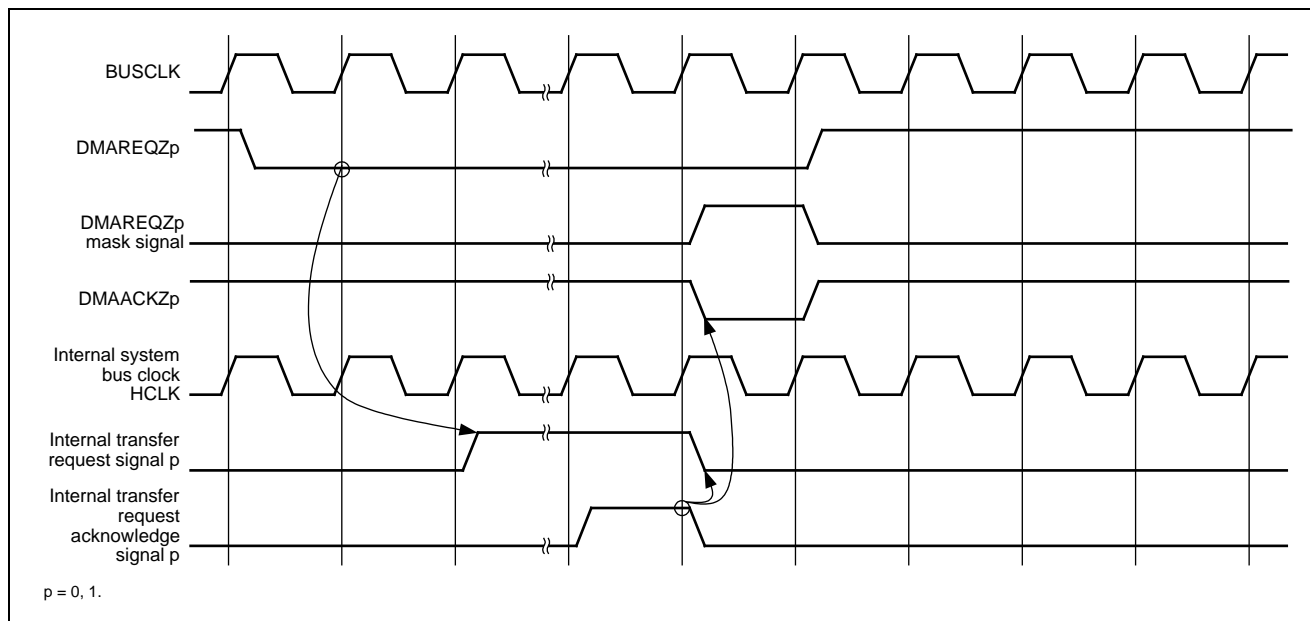 BUSCLK
DMAREQZp
DMAREQZp
mask signal
DMAACKZp
Internal system
bus clock
HCLK
Internal transfer
request signal p
Internal transfer
request
acknowledge
signal p
p = 0, 1.